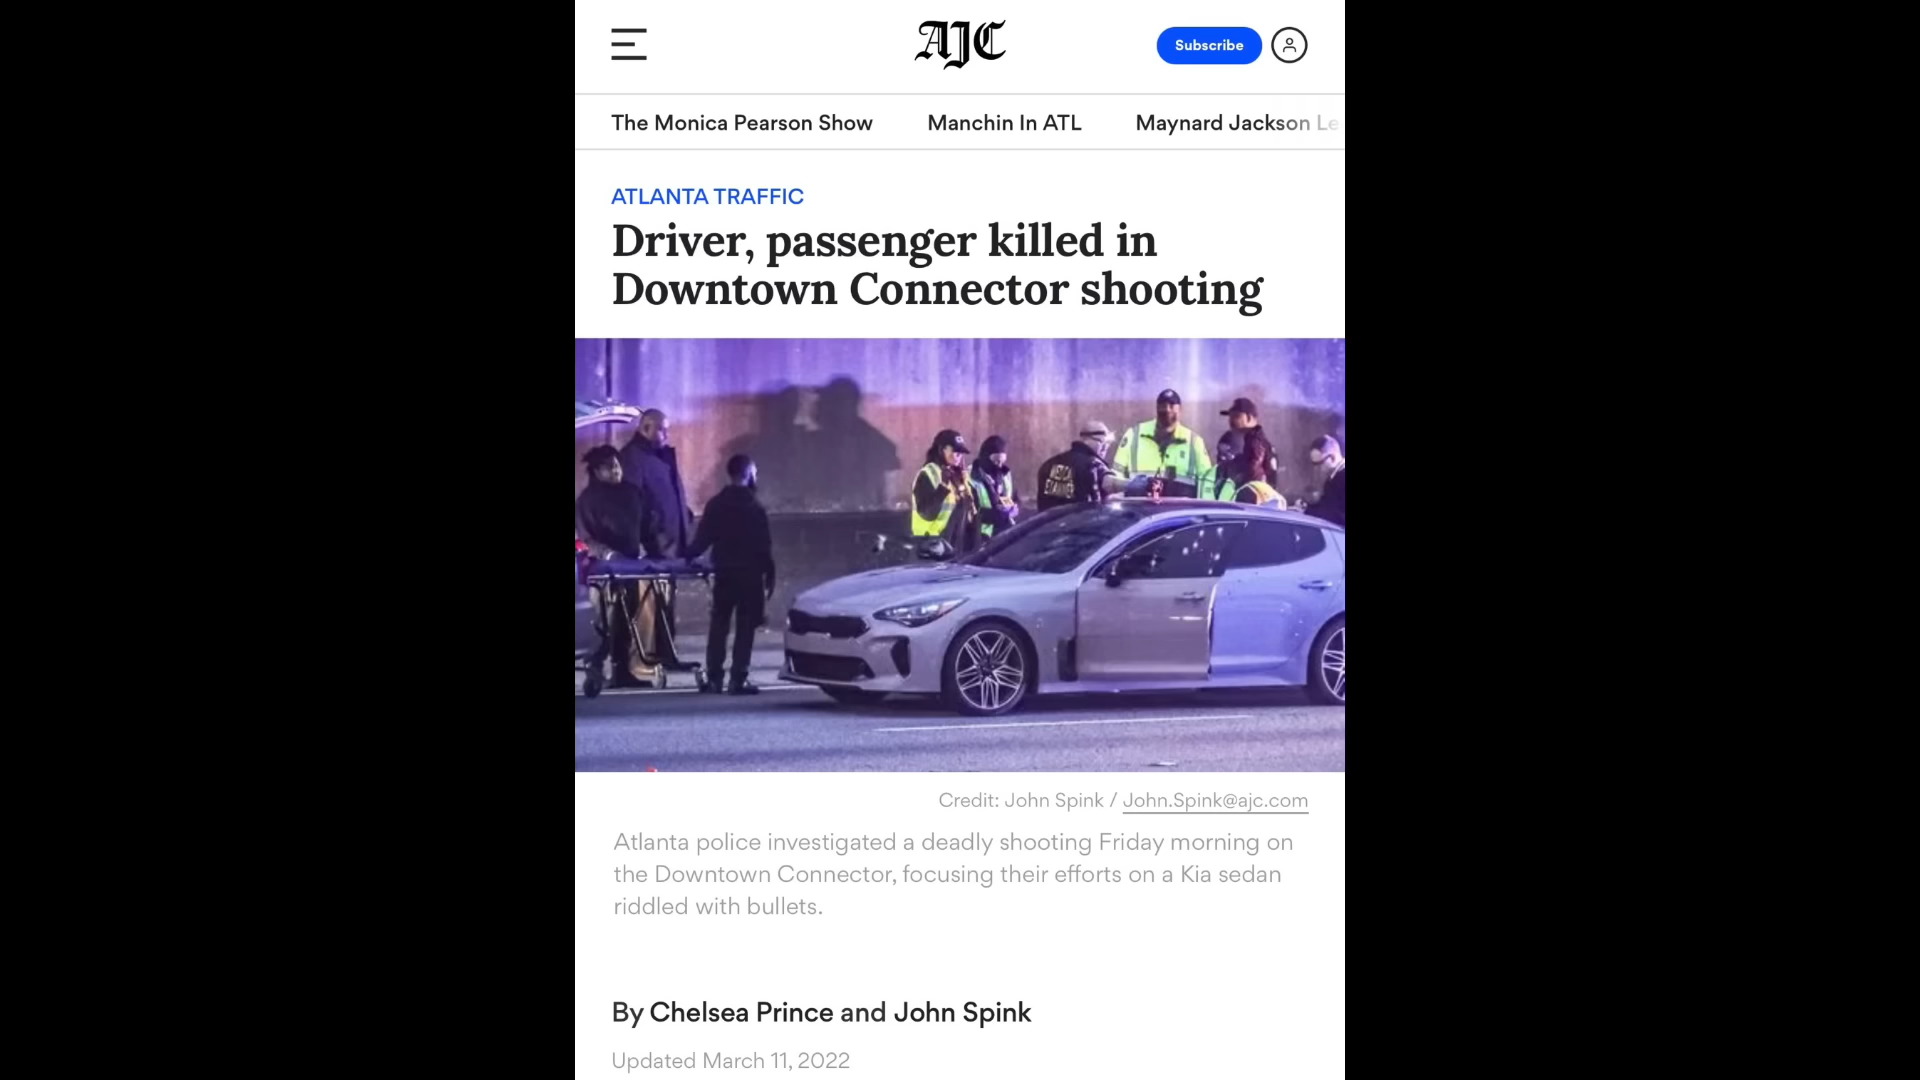 AJC
Subscribe
The Monica Pearson Show
Manchin In ATL
Maynard Jackson Le
ATLANTA TRAFFIC
Driver, passenger killed in
Downtown Connector shooting
MEDICAL
EXAMINER
Credit: John Spink / John.Spink@ajc.com
Atlanta police investigated a deadly shooting Friday morning on
the Downtown Connector, focusing their efforts on a Kia sedan
riddled with bullets.
By Chelsea Prince and John Spink
Updated March 11, 2022